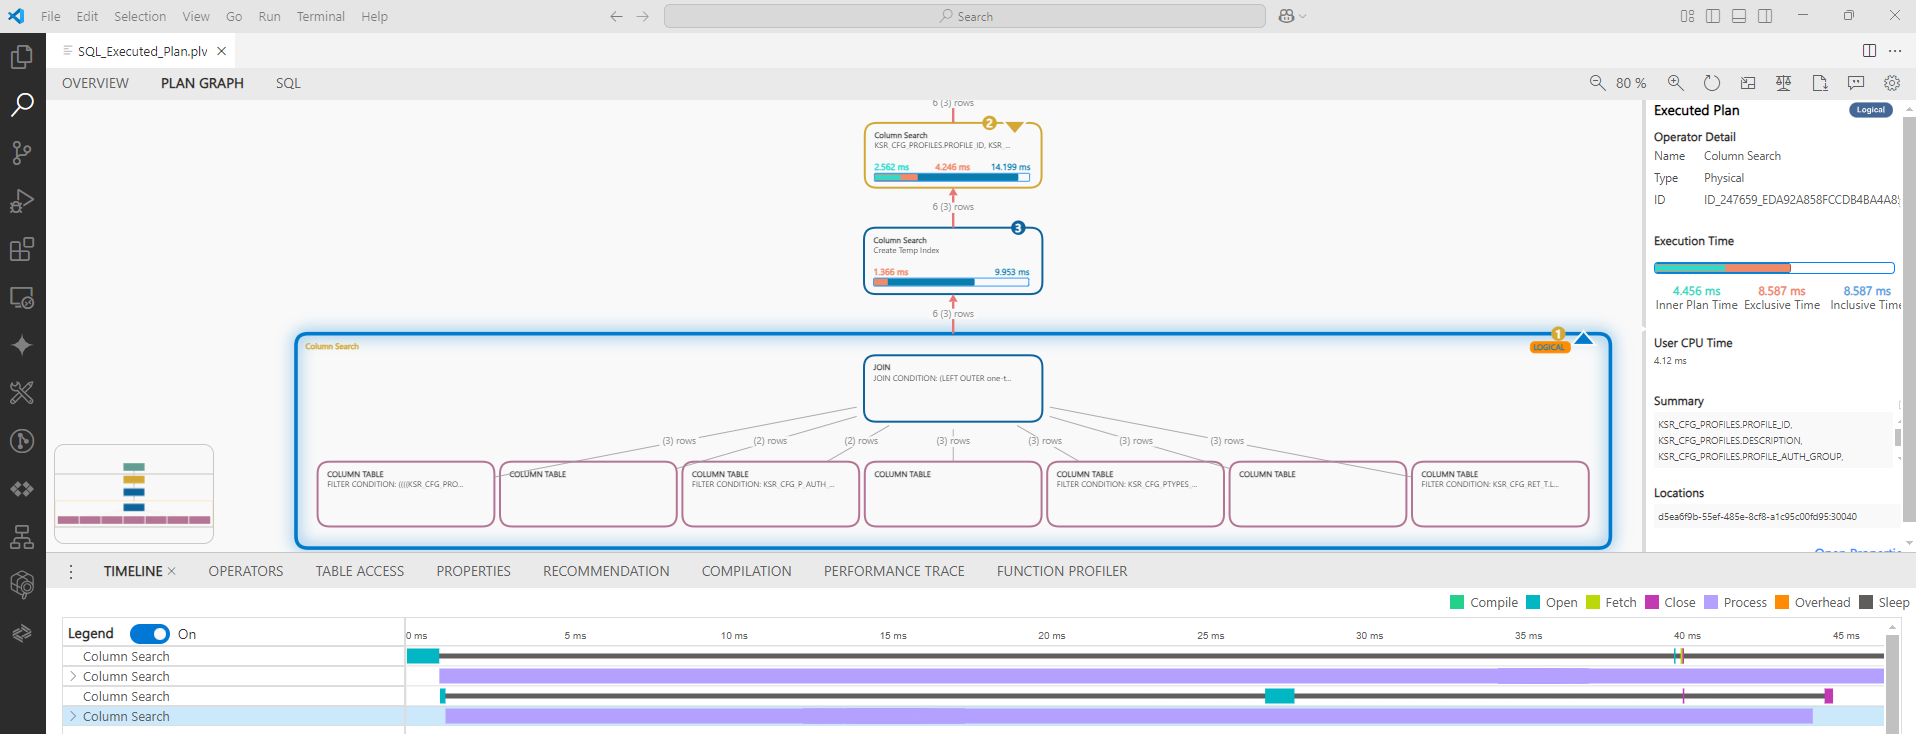 File Edit Selection View Go Run Terminal Help Search
SQL_Executed_Plan.plv
OVERVIEW PLAN GRAPH SQL 80 %
6 (3) rows
2
Column Search
KSR_CFG_PROFILES.PROFILE_ID, KSR_...
2.562 ms 4.246 ms 14.199 ms
6 (3) rows
3
Column Search
Create Temp Index
1.366 ms 9.953 ms
6 (3) rows
1
Column Search
LOGICAL
JOIN
JOIN CONDITION: (LEFT OUTER one-t...
(3) rows (2) rows (2) rows (3) rows (3) rows (3) rows (3) rows
COLUMN TABLE
FILTER CONDITION: ((((KSR_CFG_PRO...
COLUMN TABLE
COLUMN TABLE
FILTER CONDITION: KSR_CFG_P_AUTH_...
COLUMN TABLE
COLUMN TABLE
FILTER CONDITION: KSR_CFG_PTYPES_...
COLUMN TABLE
COLUMN TABLE
FILTER CONDITION: KSR_CFG_RET_T.L...
Executed Plan Logical
Operator Detail
Name Column Search
Type Physical
ID ID_247659_EDA92A858FCCDB4BA4A8
Execution Time
4.456 ms 8.587 ms 8.587 ms
Inner Plan Time Exclusive Time Inclusive Time
User CPU Time
4.12 ms
Summary
KSR_CFG_PROFILES.PROFILE_ID,
KSR_CFG_PROFILES.DESCRIPTION,
KSR_CFG_PROFILES.PROFILE_AUTH_GROUP,
Locations
d5ea6f9b-55ef-485e-8cf8-a1c95c00fd95:30040
TIMELINE OPERATORS TABLE ACCESS PROPERTIES RECOMMENDATION COMPILATION PERFORMANCE TRACE FUNCTION PROFILER
Compile Open Fetch Close Process Overhead Sleep
Legend On 0 ms 5 ms 10 ms 15 ms 20 ms 25 ms 30 ms 35 ms 40 ms 45 ms
Column Search
Column Search
Column Search
Column Search